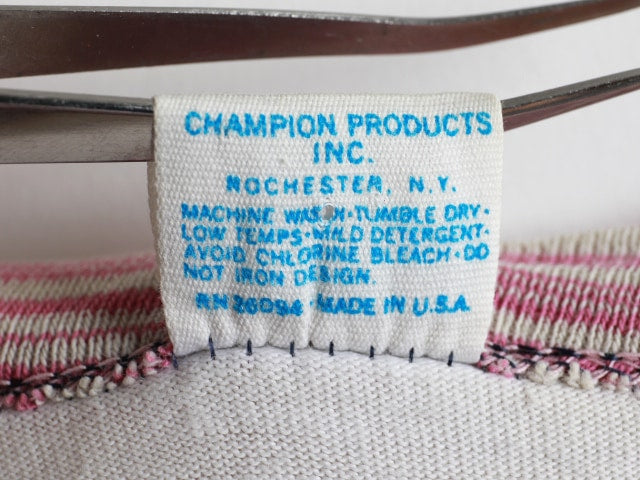 CHAMPION PRODUCTS
INC.
ROCHESTER, N.Y.
MACHINE WASH·TUMBLE DRY·
LOW TEMPS·MILD DETERGENT·
AVOID CHLORINE BLEACH·DO
NOT IRON DESIGN.
RN 26094·MADE IN U.S.A.